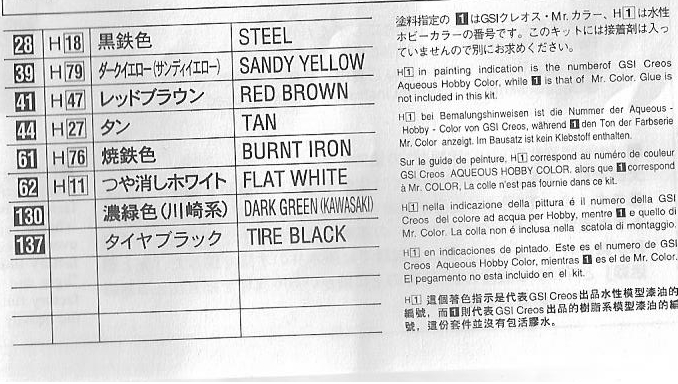 28 H18 黒鉄色 STEEL
39 H79 ダークイエロー(サンディイエロー) SANDY YELLOW
41 H47 レッドブラウン RED BROWN
44 H27 タン TAN
61 H76 焼鉄色 BURNT IRON
62 H11 つや消しホワイト FLAT WHITE
130 濃緑色(川崎系) DARK GREEN (KAWASAKI)
137 タイヤブラック TIRE BLACK
塗料指定の 1 はGSIクレオス・Mr. カラー、H1 は水性
ホビーカラーの番号です。このキットには接着剤は入っ
ていませんので別にお求めください。
H1 in painting indication is the numberof GSI Creos
Aqueous Hobby Color, while 1 is that of Mr. Color. Glue is
not included in this kit.
H1 bei Bemalungshinweisen ist die Nummer der Aqueous -
Hobby - Color von GSI Creos, während 1 den Ton der Farbserie
Mr. Color anzeigt. Im Bausatz ist kein Klebstoff enthalten.
Sur le guide de peinture, H1 correspond au numéro de couleur
GSI Creos AQUEOUS HOBBY COLOR. alors que 1 correspond
à Mr. COLOR, La colle n'est pas fournie dans ce kit.
H1 nella indicazione della pittura é il numero della GSI
Creos del colore ad acqua per Hobby, mentre 1 e quello di
Mr. Color. La colla non é inclusa nella scatola di montaggio.
H1 en indicaciones de pintado. Este es el numero de GSI
Creos Aqueous Hobby Color, mientras 1 es el de Mr. Color.
El pegamento no esta incluido en el kit.
H1 這個著色指示是代表GSI Creos出品水性模型漆油的
編號，而1則代表GSI Creos出品的樹脂系模型漆油的編
號，這份套件並沒有包活膠水。